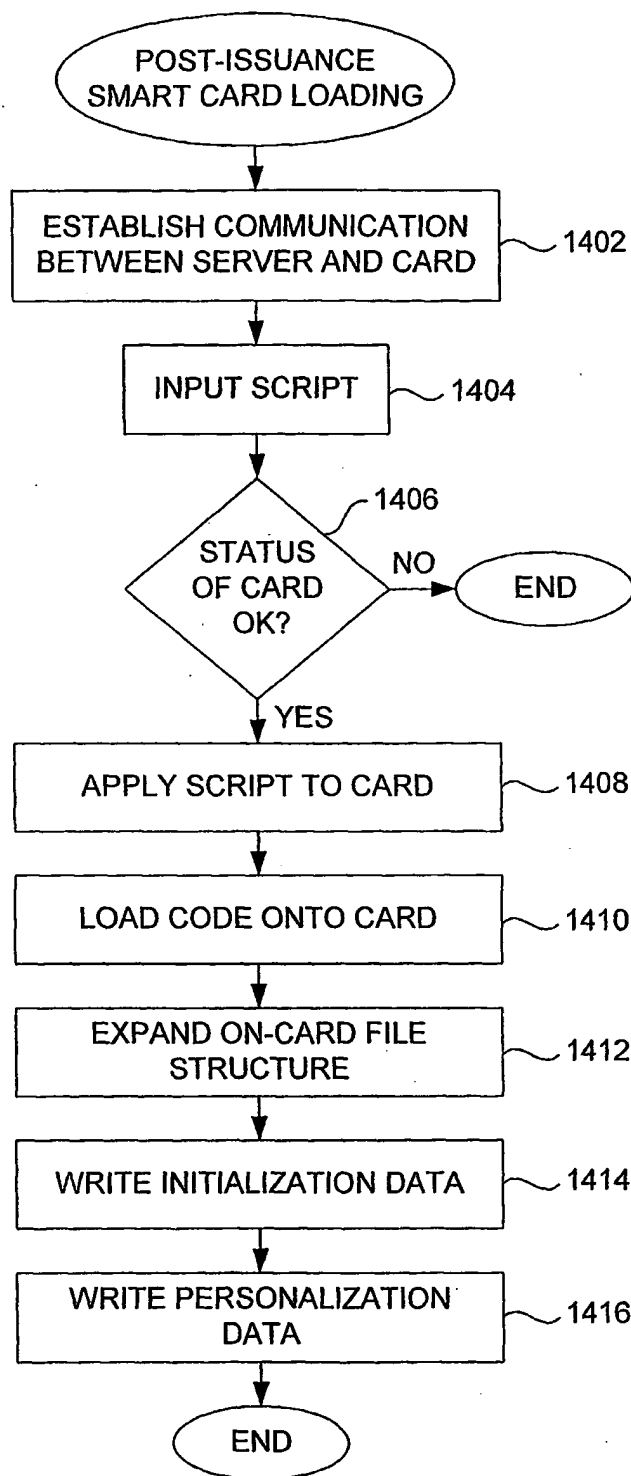 POST-ISSUANCE
SMART CARD LOADING
ESTABLISH COMMUNICATION
BETWEEN SERVER AND CARD
1402
INPUT SCRIPT
1404
1406
STATUS
OF CARD
OK?
NO
END
YES
APPLY SCRIPT TO CARD
1408
LOAD CODE ONTO CARD
1410
EXPAND ON-CARD FILE
STRUCTURE
1412
WRITE INITIALIZATION DATA
1414
WRITE PERSONALIZATION
DATA
1416
END